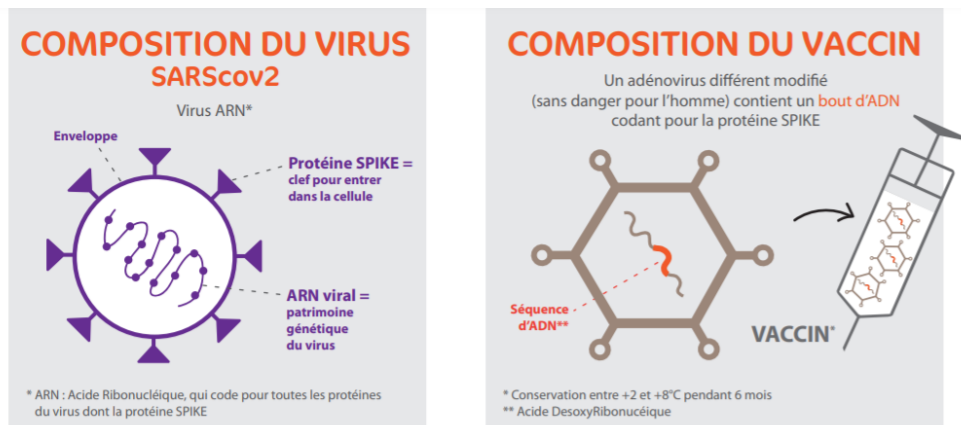 COMPOSITION DU VIRUS
SARScov2
Virus ARN*
Enveloppe
Protéine SPIKE =
clef pour entrer
dans la cellule
ARN viral =
patrimoine
génétique
du virus
* ARN : Acide Ribonucléique, qui code pour toutes les protéines
du virus dont la protéine SPIKE
COMPOSITION DU VACCIN
Un adénovirus différent modifié
(sans danger pour l'homme) contient un bout d'ADN
codant pour la protéine SPIKE
Séquence
d'ADN**
VACCIN*
* Conservation entre +2 et +8°C pendant 6 mois
** Acide DesoxyRibonucéique